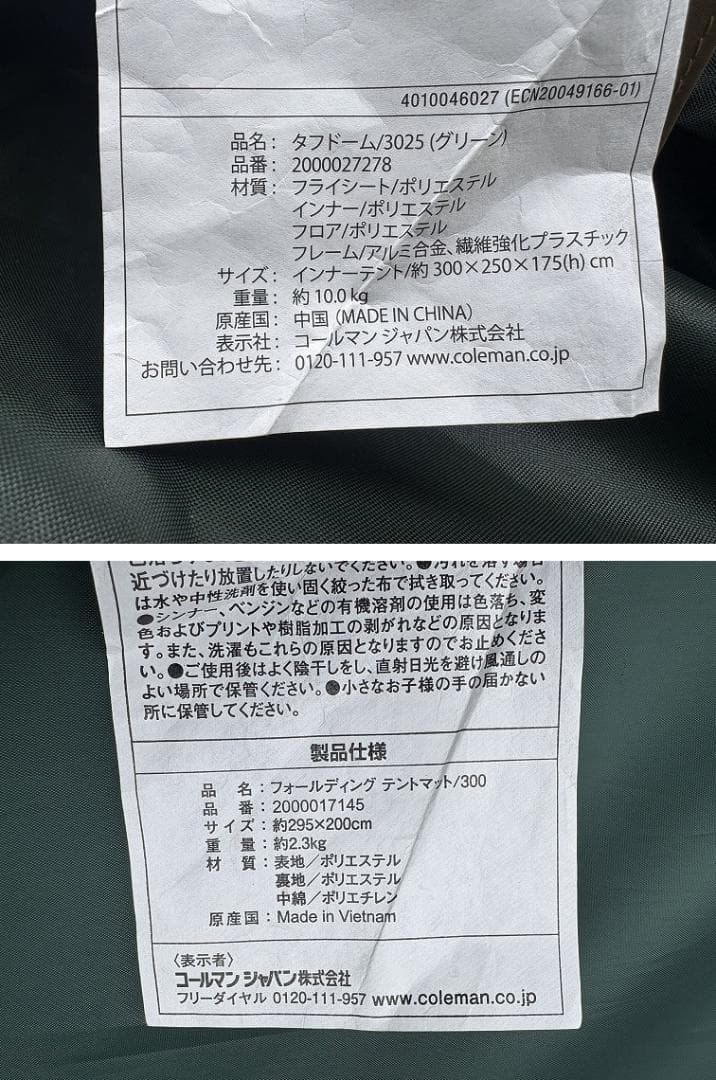 4010046027 (ECN20049166-01)
品名： タフドーム/3025 (グリーン)
品番： 2000027278
材質： フライシート/ポリエステル
インナー/ポリエステル
フロア/ポリエステル
フレーム/アルミ合金、繊維強化プラスチック
サイズ： インナーテント/約 300×250×175(h) cm
重量： 約 10.0 kg
原産国： 中国 (MADE IN CHINA)
表示社： コールマン ジャパン株式会社
お問い合わせ先： 0120-111-957 www.coleman.co.jp
近づけたり放置したりしないでください。●汚れを落す場合
は水や中性洗剤を使い固く絞った布で拭き取ってください。
●シンナー、ベンジンなどの有機溶剤の使用は色落ち、変
色およびプリントや樹脂加工の剥がれなどの原因となりま
す。また、洗濯もこれらの原因となりますのでお止めくださ
い。●ご使用後はよく陰干しをし、直射日光を避け風通しの
よい場所で保管ください。●小さなお子様の手の届かない
所に保管してください。
製品仕様
品 名：フォールディング テントマット/300
品 番：2000017145
サイズ：約295×200cm
重 量：約2.3kg
材 質：表地／ポリエステル
裏地／ポリエステル
中綿／ポリエチレン
原産国：Made in Vietnam
〈表示者〉
コールマン ジャパン株式会社
フリーダイヤル 0120-111-957 www.coleman.co.jp